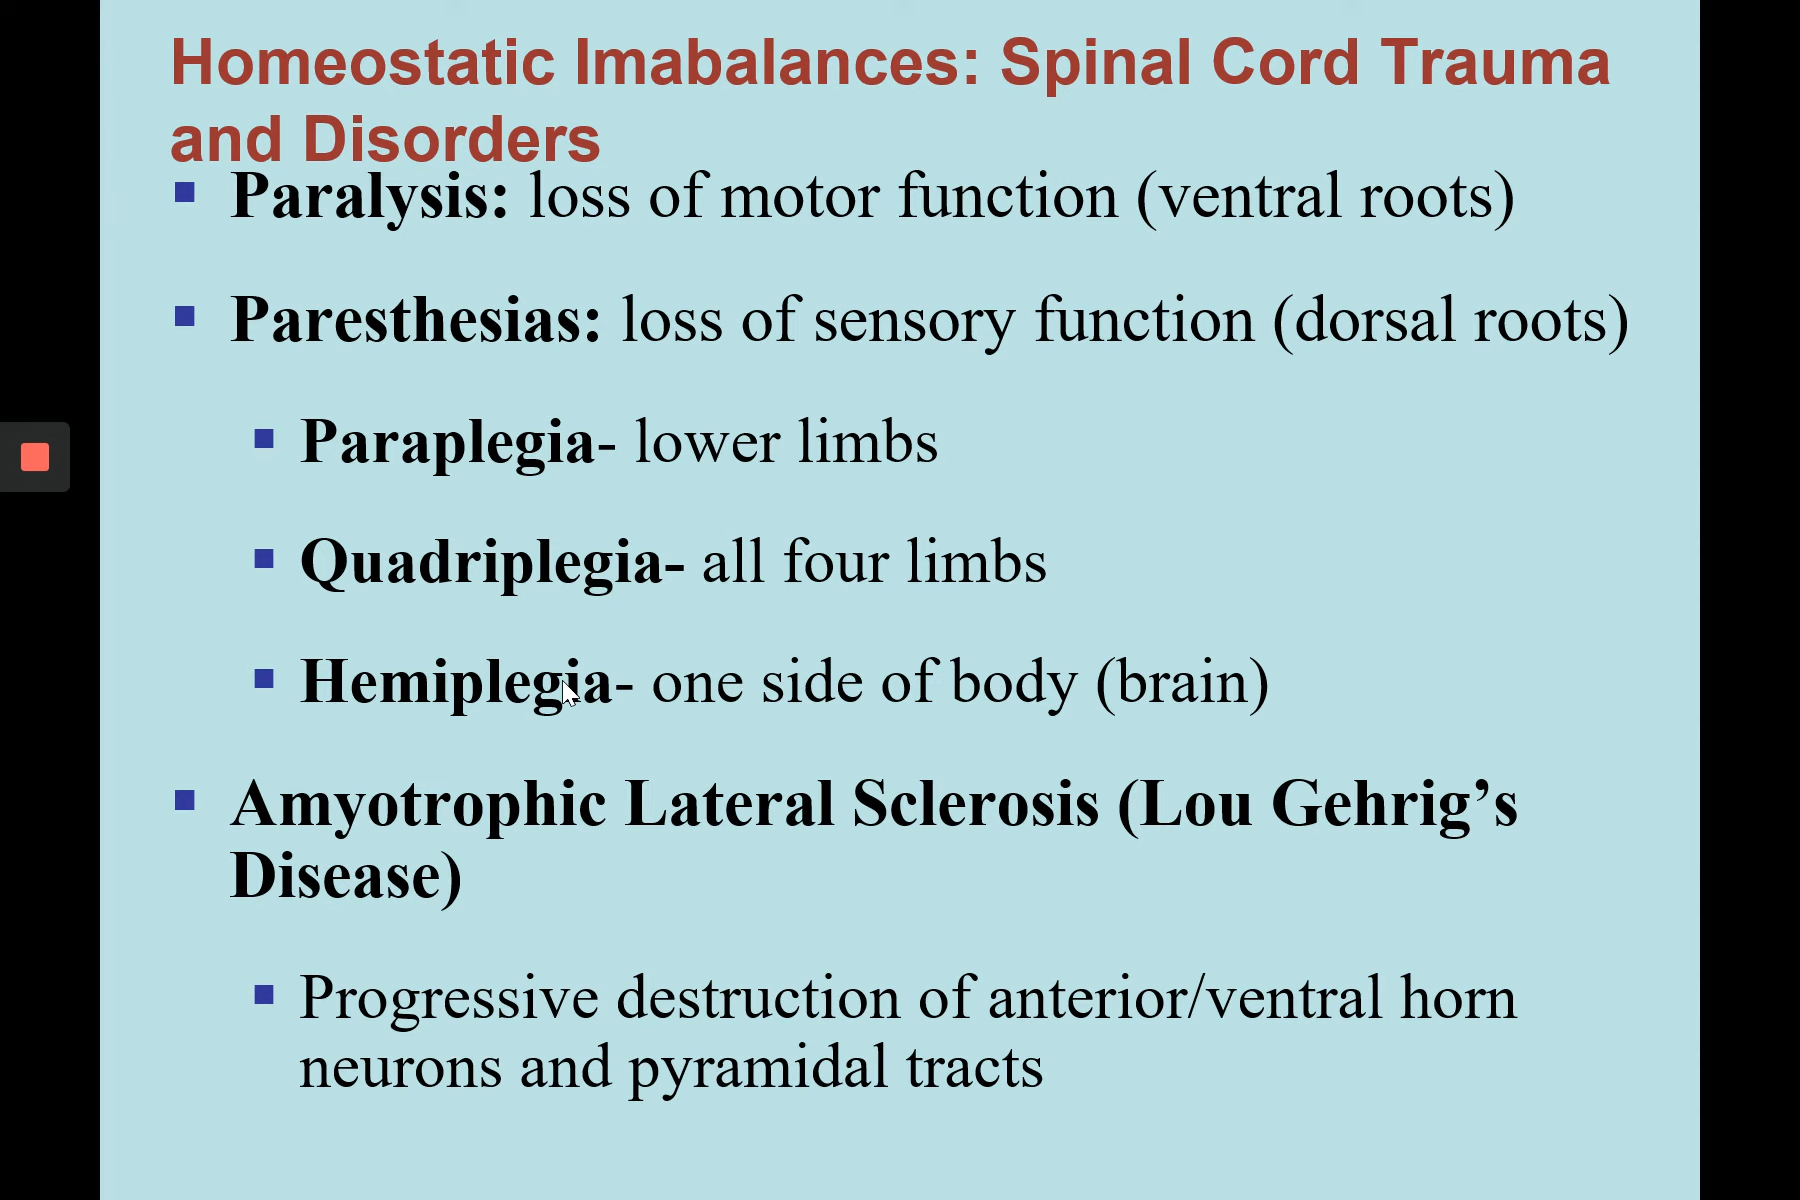 Homeostatic Imabalances: Spinal Cord Trauma
and Disorders
Paralysis: loss of motor function (ventral roots)
Paresthesias: loss of sensory function (dorsal roots)
Paraplegia- lower limbs
Quadriplegia- all four limbs
Hemiplegia- one side of body (brain)
Amyotrophic Lateral Sclerosis (Lou Gehrig’s
Disease)
Progressive destruction of anterior/ventral horn
neurons and pyramidal tracts